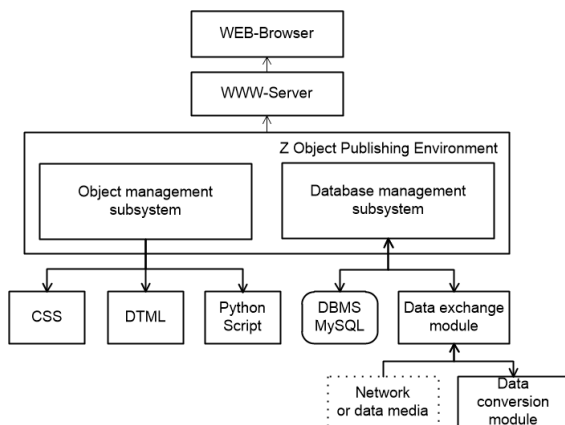 WEB-Browser
WWW-Server
Z Object Publishing Environment
Object management
subsystem
Database management
subsystem
CSS
DTML
Python
Script
DBMS
MySQL
Data exchange
module
Network
or data media
Data
conversion
module